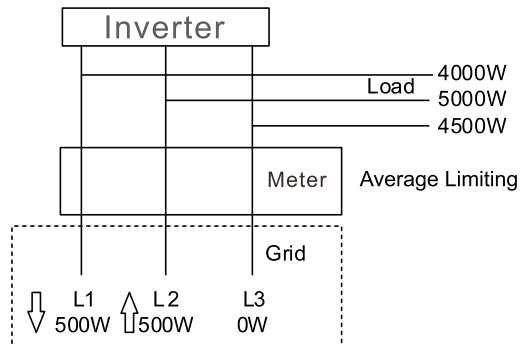 Inverter
4000W
Load
5000W
4500W
Meter
Average Limiting
Grid
L1 L2 L3
500W 500W 0W